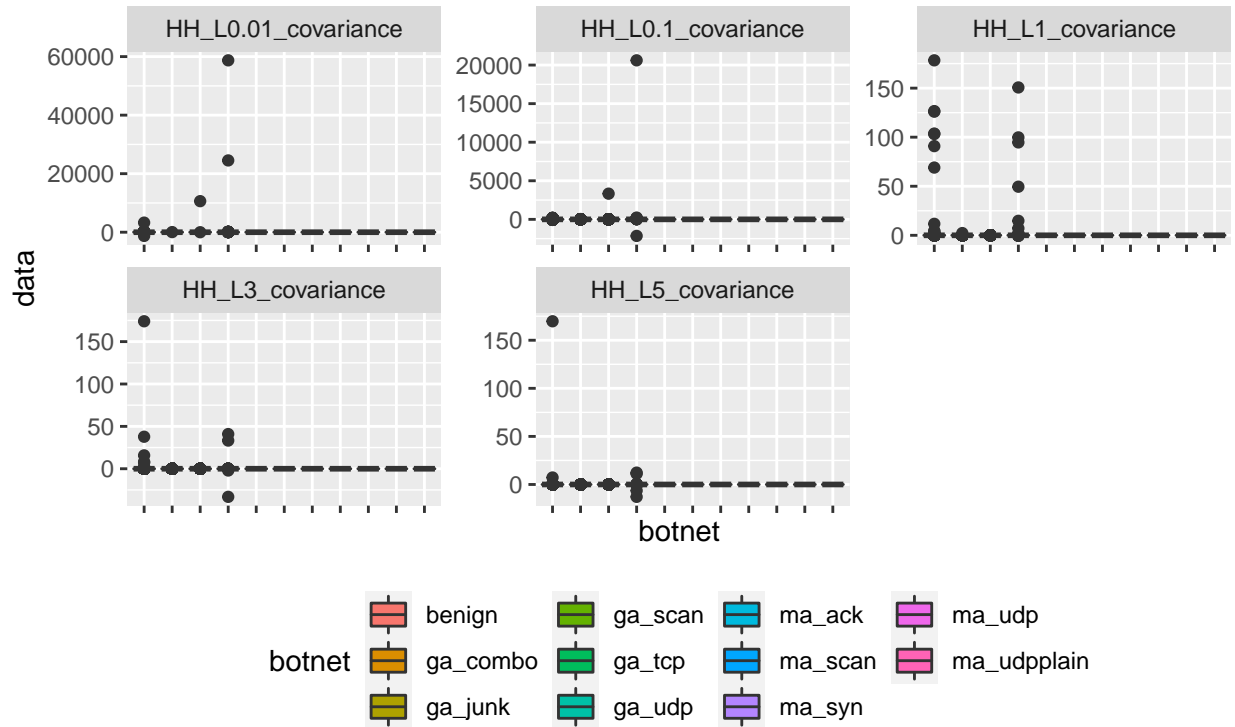 HH_L0.01_covariance
HH_L0.1_covariance
HH_L1_covariance
60000
40000
20000
0
20000
15000
10000
5000
0
150
100
50
0
HH_L3_covariance
HH_L5_covariance
150
100
50
0
150
100
50
0
data
botnet
botnet
benign
ga_combo
ga_junk
ga_scan
ga_tcp
ga_udp
ma_ack
ma_scan
ma_syn
ma_udp
ma_udpplain